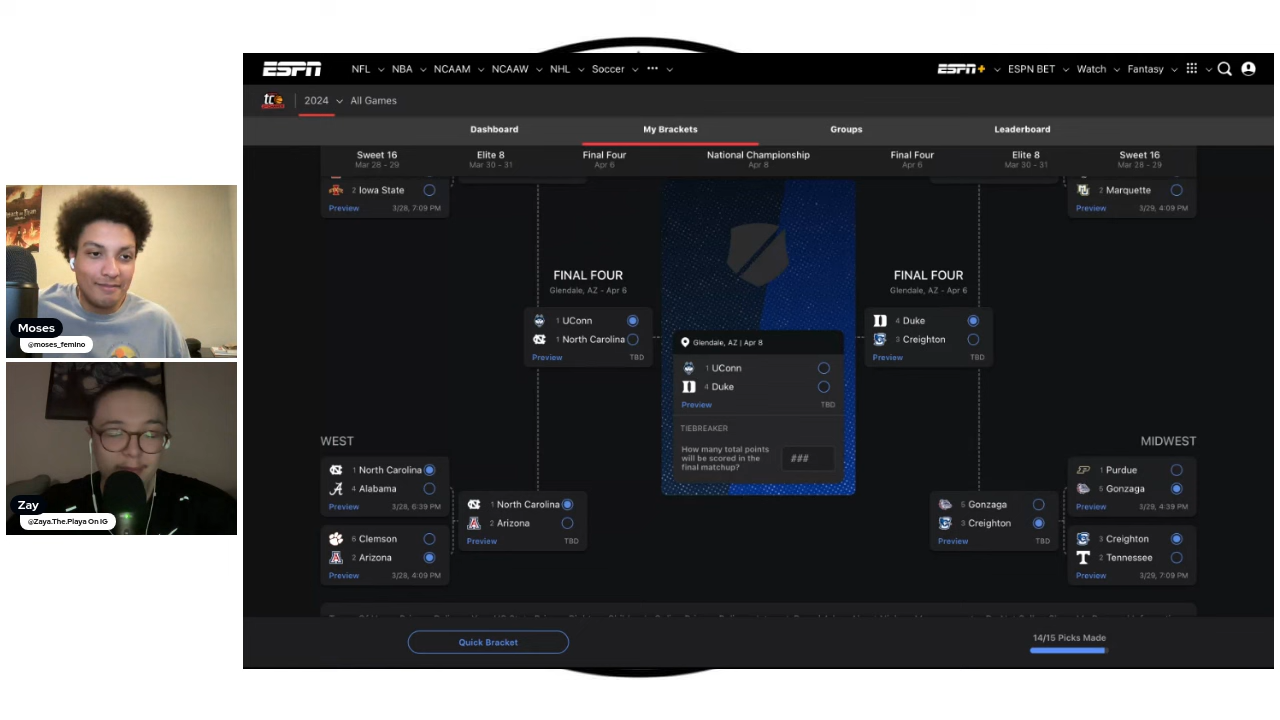 ESPN NFL NBA NCAAM NCAAW NHL Soccer ESPN+ ESPN BET Watch Fantasy
tc 2024 All Games
Dashboard My Brackets Groups Leaderboard
Sweet 16 Elite 8 Final Four National Championship Final Four Elite 8 Sweet 16
Mar 28 - 29 Mar 30 - 31 Apr 6 Apr 8 Apr 6 Mar 30 - 31 Mar 28 - 29
2 Iowa State
Preview 3/28, 7:09 PM
2 Marquette
Preview 3/29, 4:09 PM
FINAL FOUR
Glendale, AZ - Apr 6
1 UConn
1 North Carolina
Preview TBD
Glendale, AZ | Apr 8
1 UConn
4 Duke
Preview TBD
TIEBREAKER
How many total points
will be scored in the
final matchup?
###
FINAL FOUR
Glendale, AZ - Apr 6
4 Duke
3 Creighton
Preview TBD
WEST
1 North Carolina
4 Alabama
Preview 3/28, 6:39 PM
6 Clemson
2 Arizona
Preview 3/28, 4:09 PM
1 North Carolina
2 Arizona
Preview TBD
MIDWEST
5 Gonzaga
3 Creighton
Preview TBD
1 Purdue
5 Gonzaga
Preview 3/29, 4:39 PM
3 Creighton
2 Tennessee
Preview 3/29, 7:09 PM
Quick Bracket
14/15 Picks Made
Moses
@moses_femino
Zay
@Zaya.The.Playa On IG